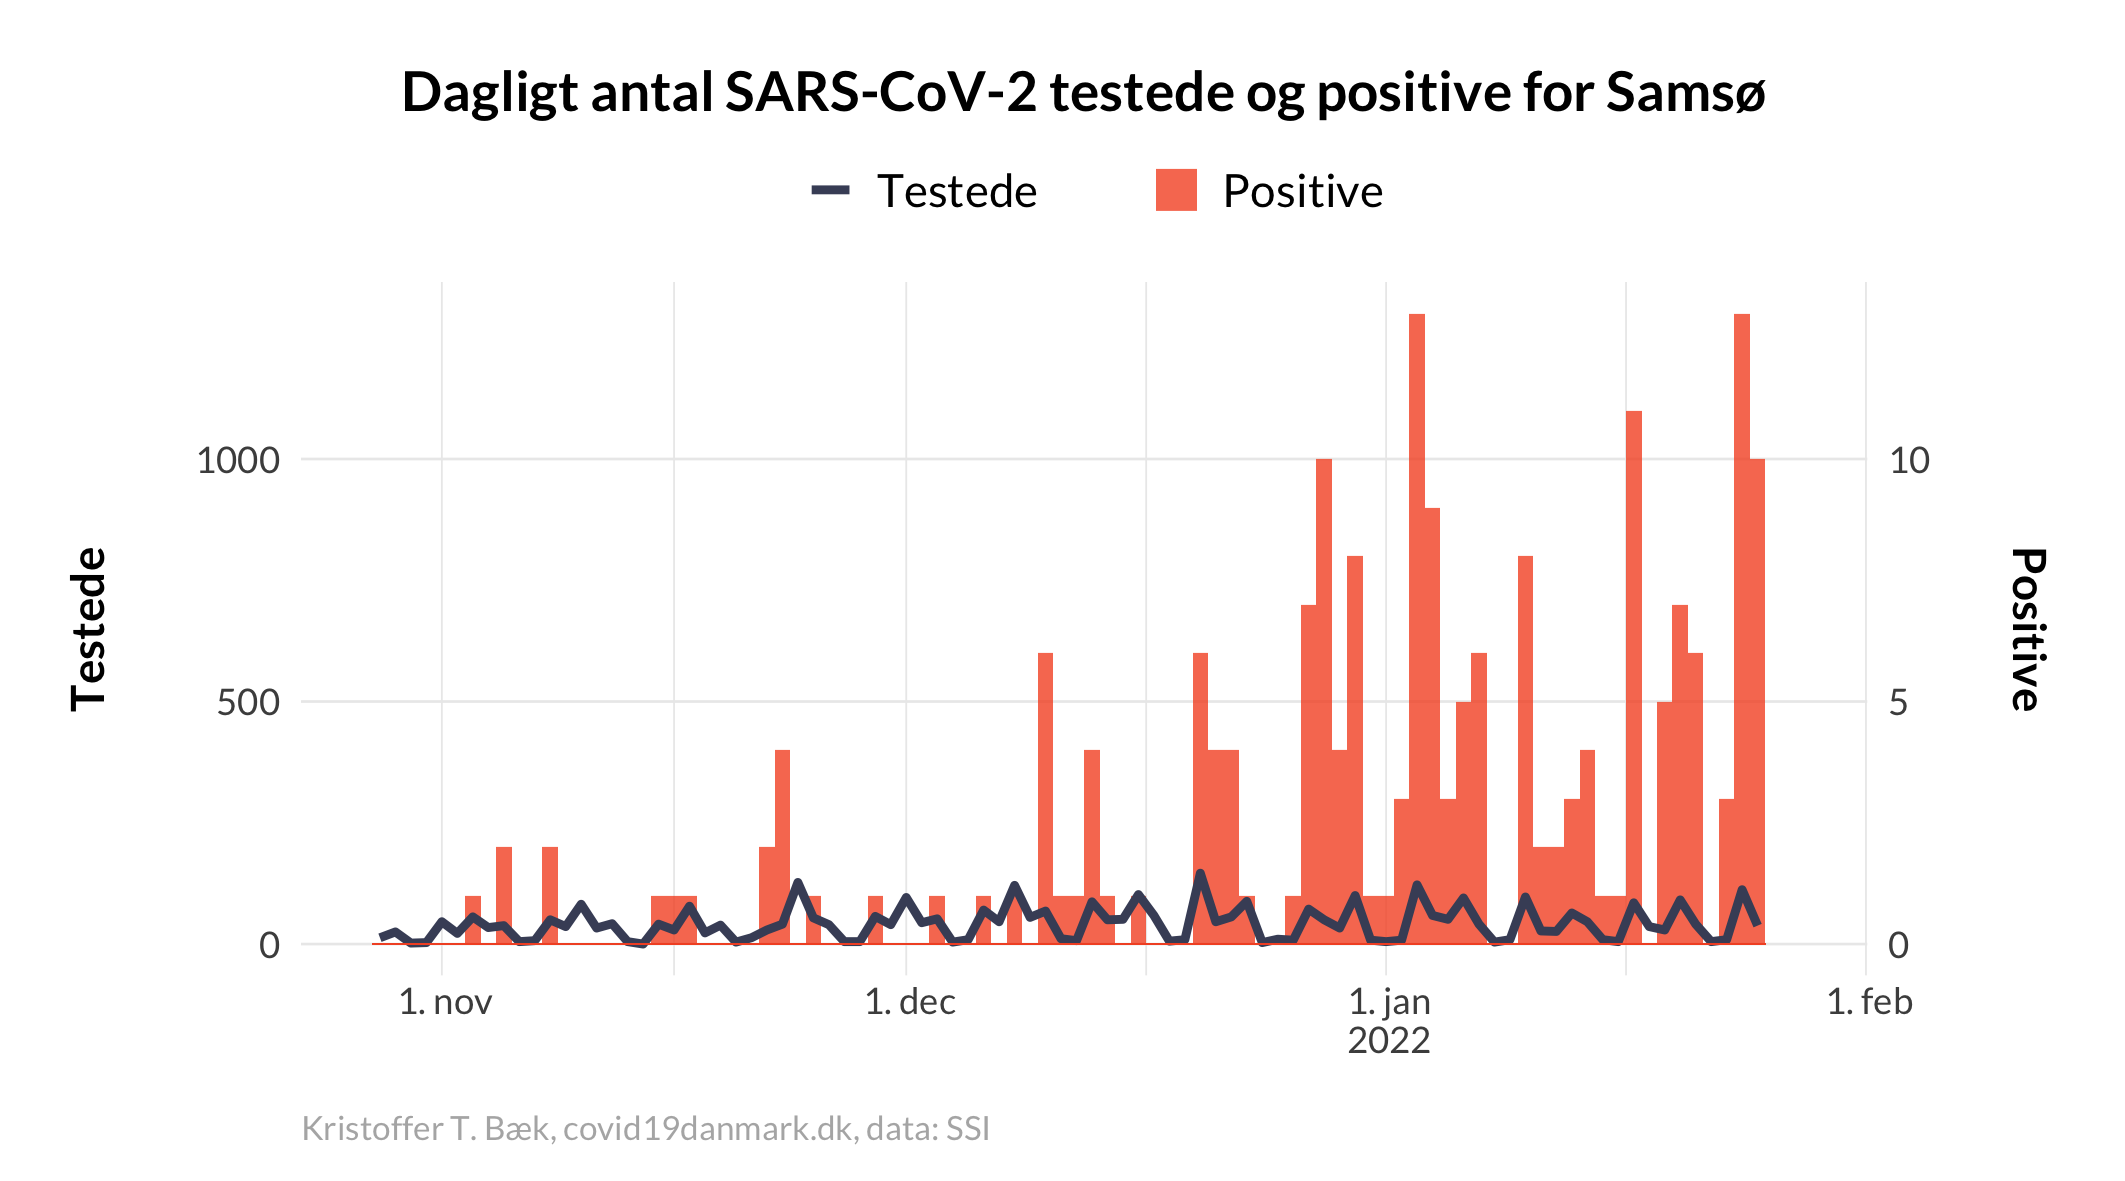 Dagligt antal SARS-CoV-2 testede og positive for Samsø
Testede
Positive
1000
500
0
10
5
0
Testede
Positive
1. nov
1. dec
1. jan
2022
1. feb
Kristoffer T. Bæk, covid19danmark.dk, data: SSI